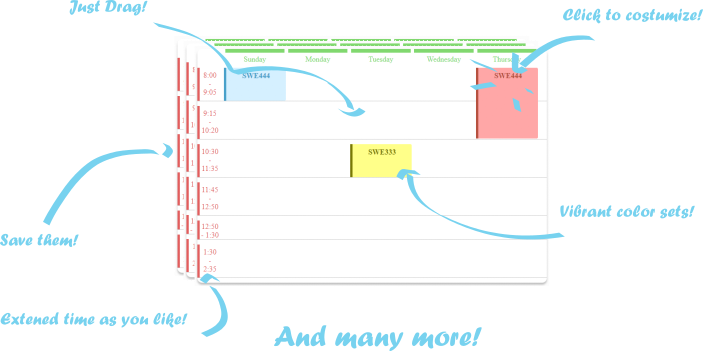 Just Drag!
Click to costumize!
Sunday Monday Tuesday Wednesday Thurs
8:00
-
9:05
SWE444
SWE444
9:15
-
10:20
10:30
-
11:35
SWE333
11:45
-
12:50
Vibrant color sets!
12:50
- 1:30
Save them!
1:30
-
2:35
Extened time as you like!
And many more!